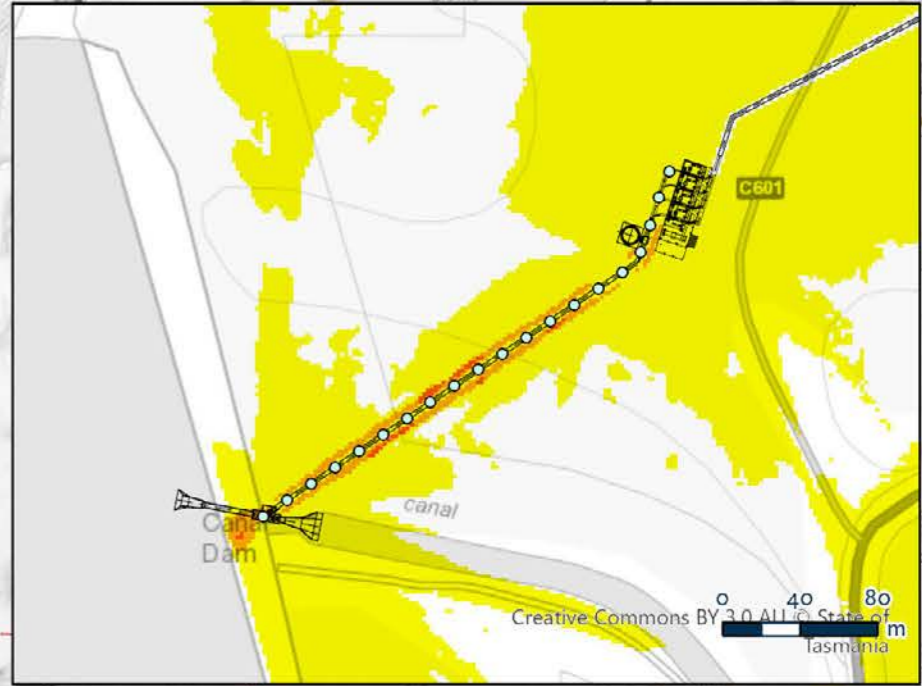 C601
canal
Canal
Dam
0 40 80
m
Creative Commons BY 3.0 AU © State of
Tasmania